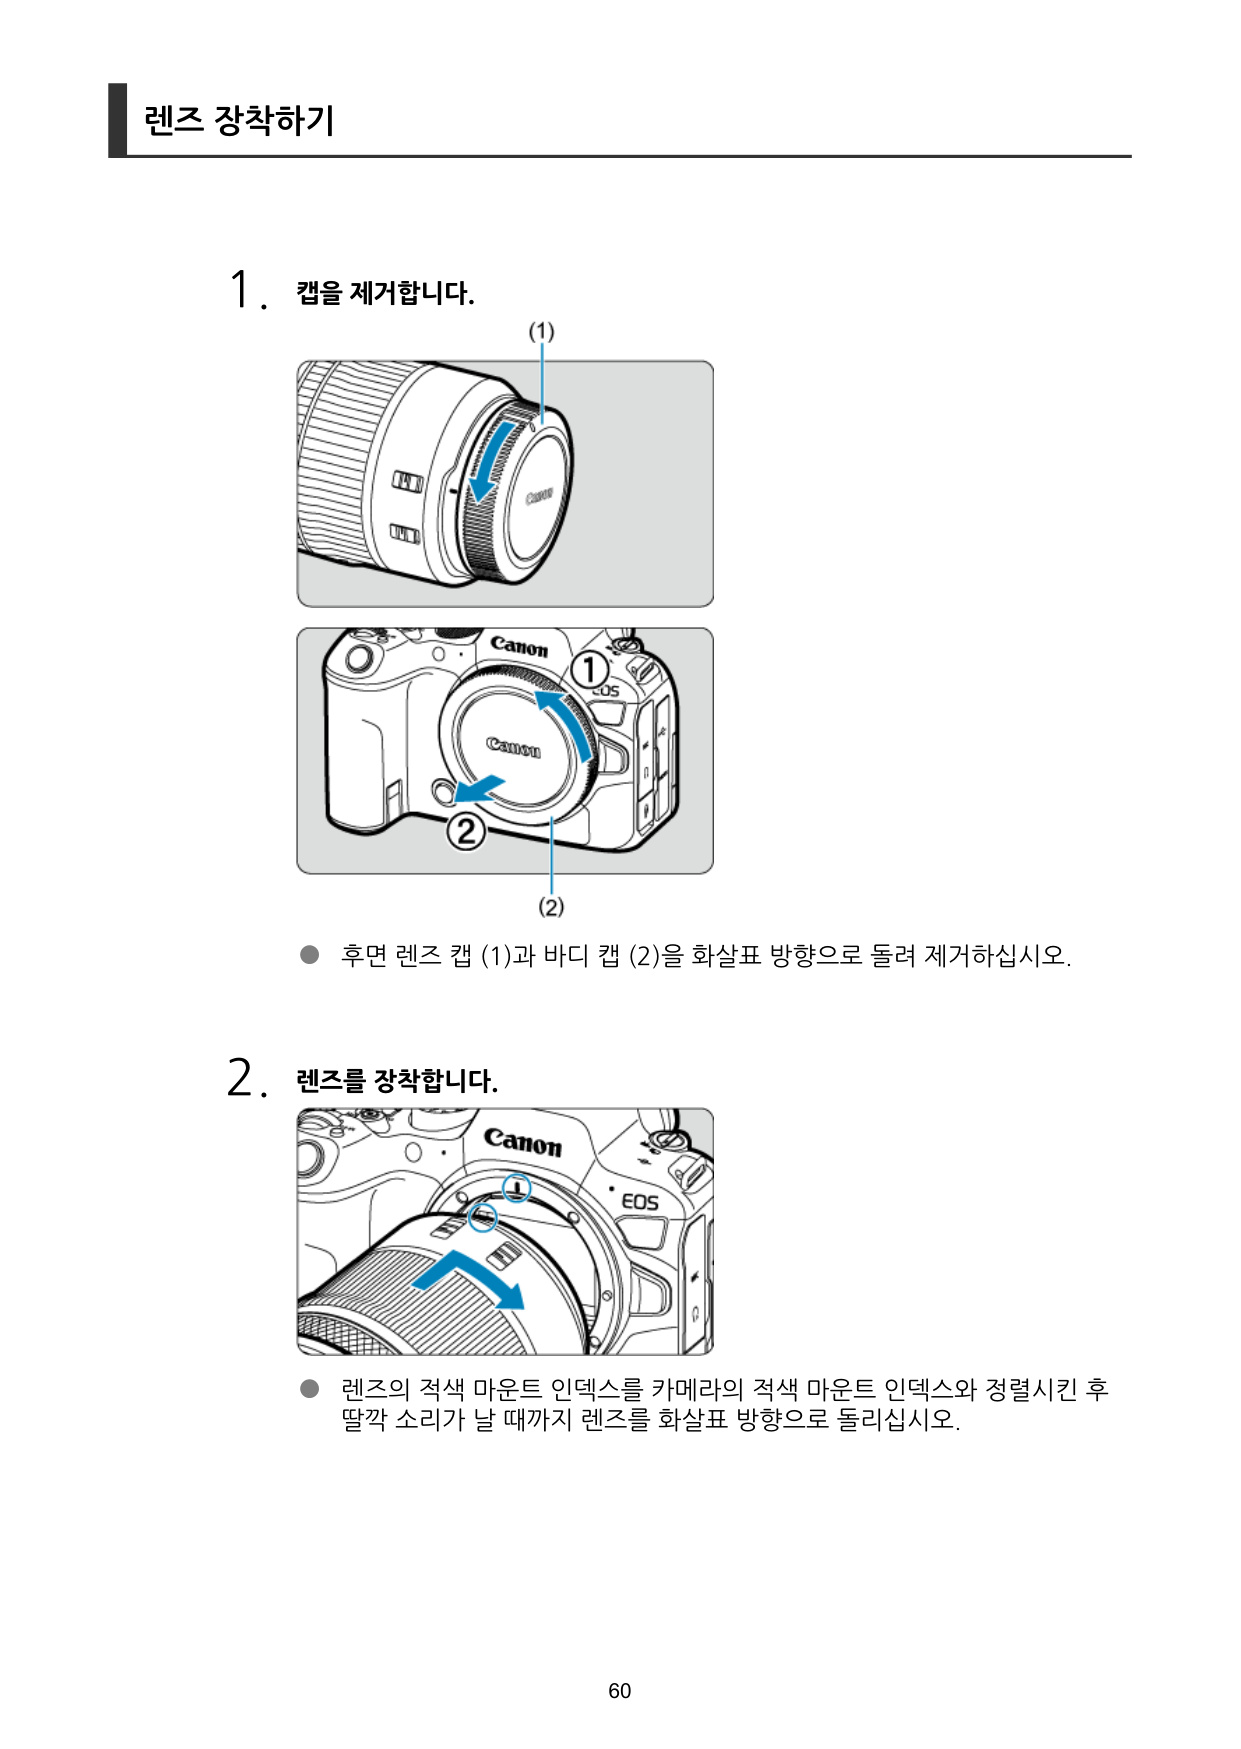 렌즈 장착하기
1. 캡을 제거합니다.
(1)
Canon
Canon
①
EOS
Canon
②
(2)
● 후면 렌즈 캡 (1)과 바디 캡 (2)을 화살표 방향으로 돌려 제거하십시오.
2. 렌즈를 장착합니다.
Canon
EOS
● 렌즈의 적색 마운트 인덱스를 카메라의 적색 마운트 인덱스와 정렬시킨 후
딸깍 소리가 날 때까지 렌즈를 화살표 방향으로 돌리십시오.
60